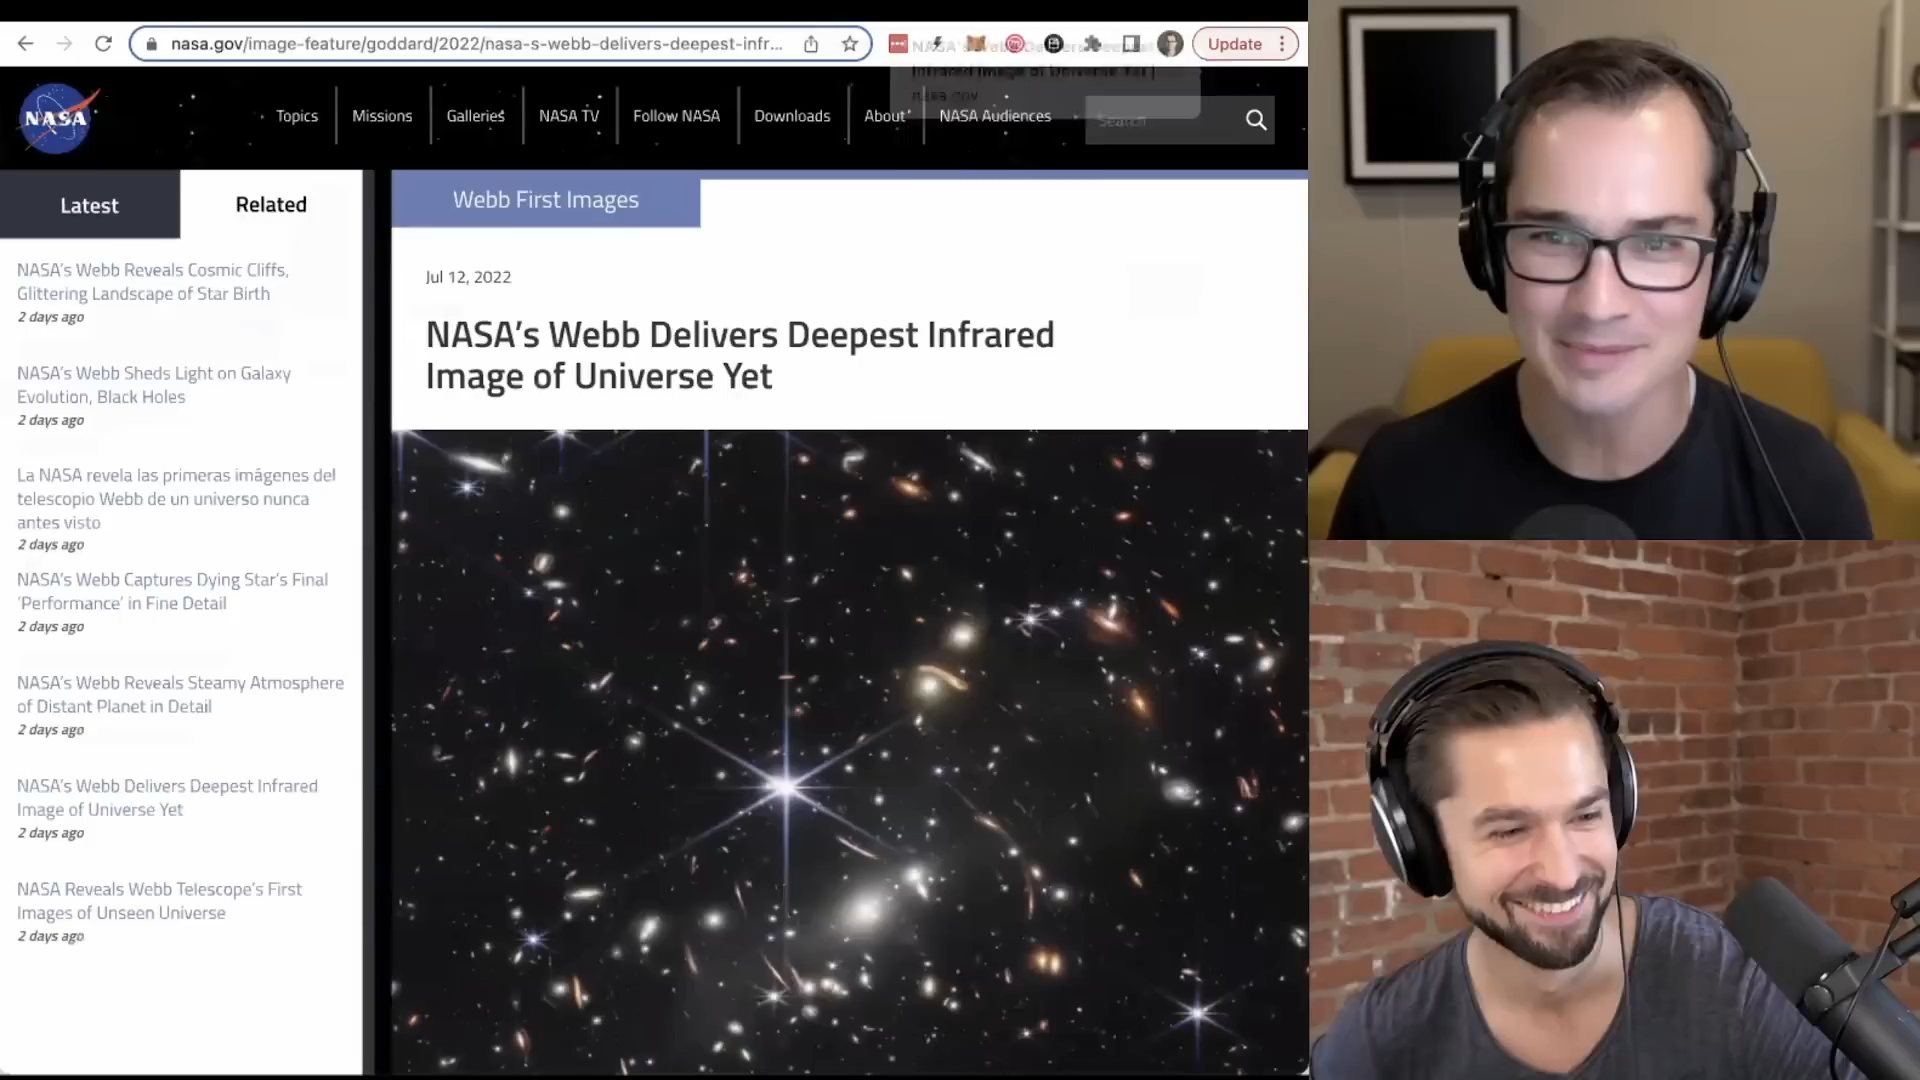 nasa.gov/image-feature/goddard/2022/nasa-s-webb-delivers-deepest-infr...
Update
NASA
Topics
Missions
Galleries
NASA TV
Follow NASA
Downloads
About
NASA Audiences
Search
Latest
Related
NASA's Webb Reveals Cosmic Cliffs,
Glittering Landscape of Star Birth
2 days ago
NASA's Webb Sheds Light on Galaxy
Evolution, Black Holes
2 days ago
La NASA revela las primeras imágenes del
telescopio Webb de un universo nunca
antes visto
2 days ago
NASA's Webb Captures Dying Star's Final
'Performance' in Fine Detail
2 days ago
NASA's Webb Reveals Steamy Atmosphere
of Distant Planet in Detail
2 days ago
NASA's Webb Delivers Deepest Infrared
Image of Universe Yet
2 days ago
NASA Reveals Webb Telescope's First
Images of Unseen Universe
2 days ago
Webb First Images
Jul 12, 2022
NASA's Webb Delivers Deepest Infrared
Image of Universe Yet